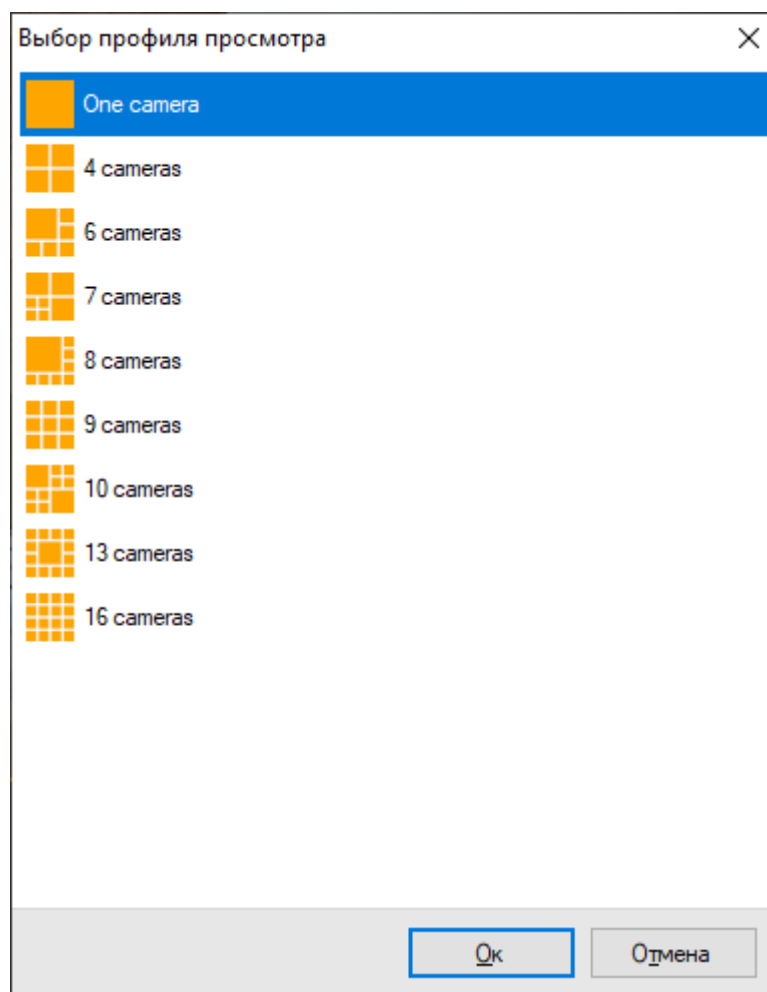 Выбор профиля просмотра
One camera
4 cameras
6 cameras
7 cameras
8 cameras
9 cameras
10 cameras
13 cameras
16 cameras
Ок
Отмена